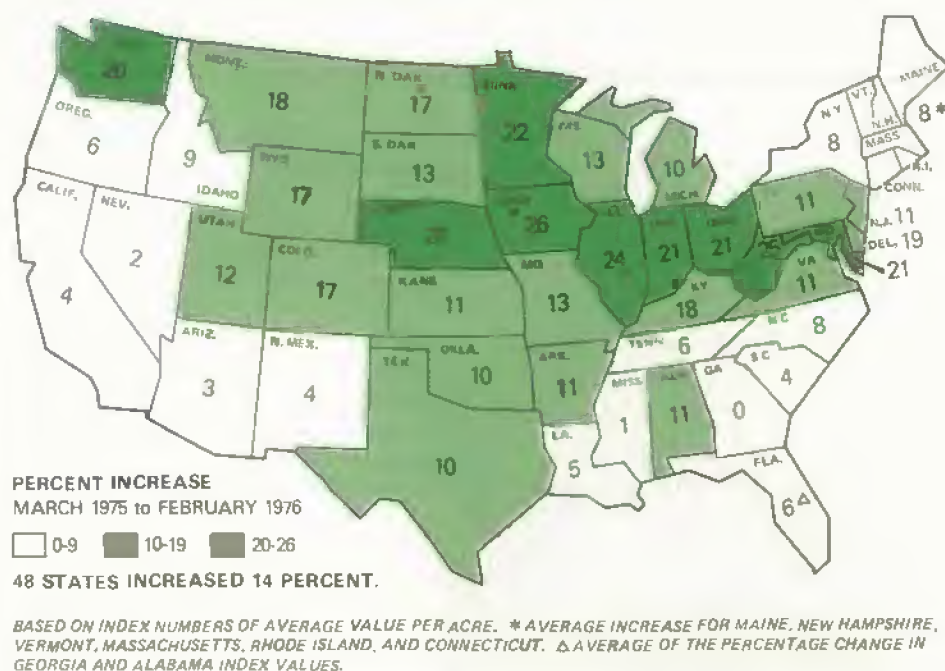 20
MONT.
18
N. DAK
17
MINN
22
OREG.
6
9
IDAHO
WYO.
17
S. DAK
13
WIS.
13
10
MICH.
N.Y
8
VT.
N.H.
MASS
MAINE
8*
R.I.
CONN.
CALIF.
4
NEV.
2
UTAH
12
COLO.
17
26
KANS
11
MO
13
24
21
21
11
N.J. 11
DEL. 19
21
VA
11
KY
18
ARIZ.
3
N. MEX.
4
TEX
10
OKLA.
10
ARK.
11
TENN
6
N C
8
S C
4
MISS
1
ALA
11
GA
0
LA.
5
FLA.
6△
PERCENT INCREASE
MARCH 1975 to FEBRUARY 1976
0-9 10-19 20-26
48 STATES INCREASED 14 PERCENT.
BASED ON INDEX NUMBERS OF AVERAGE VALUE PER ACRE. * AVERAGE INCREASE FOR MAINE, NEW HAMPSHIRE,
VERMONT, MASSACHUSETTS, RHODE ISLAND, AND CONNECTICUT. △ AVERAGE OF THE PERCENTAGE CHANGE IN
GEORGIA AND ALABAMA INDEX VALUES.